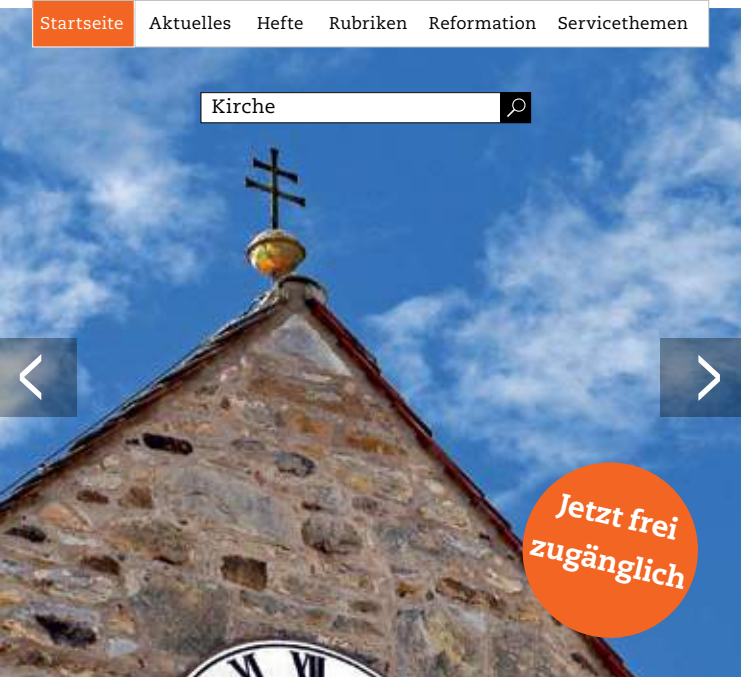 Startseite Aktuelles Hefte Rubriken Reformation Servicethemen
Kirche
Jetzt frei
zugänglich